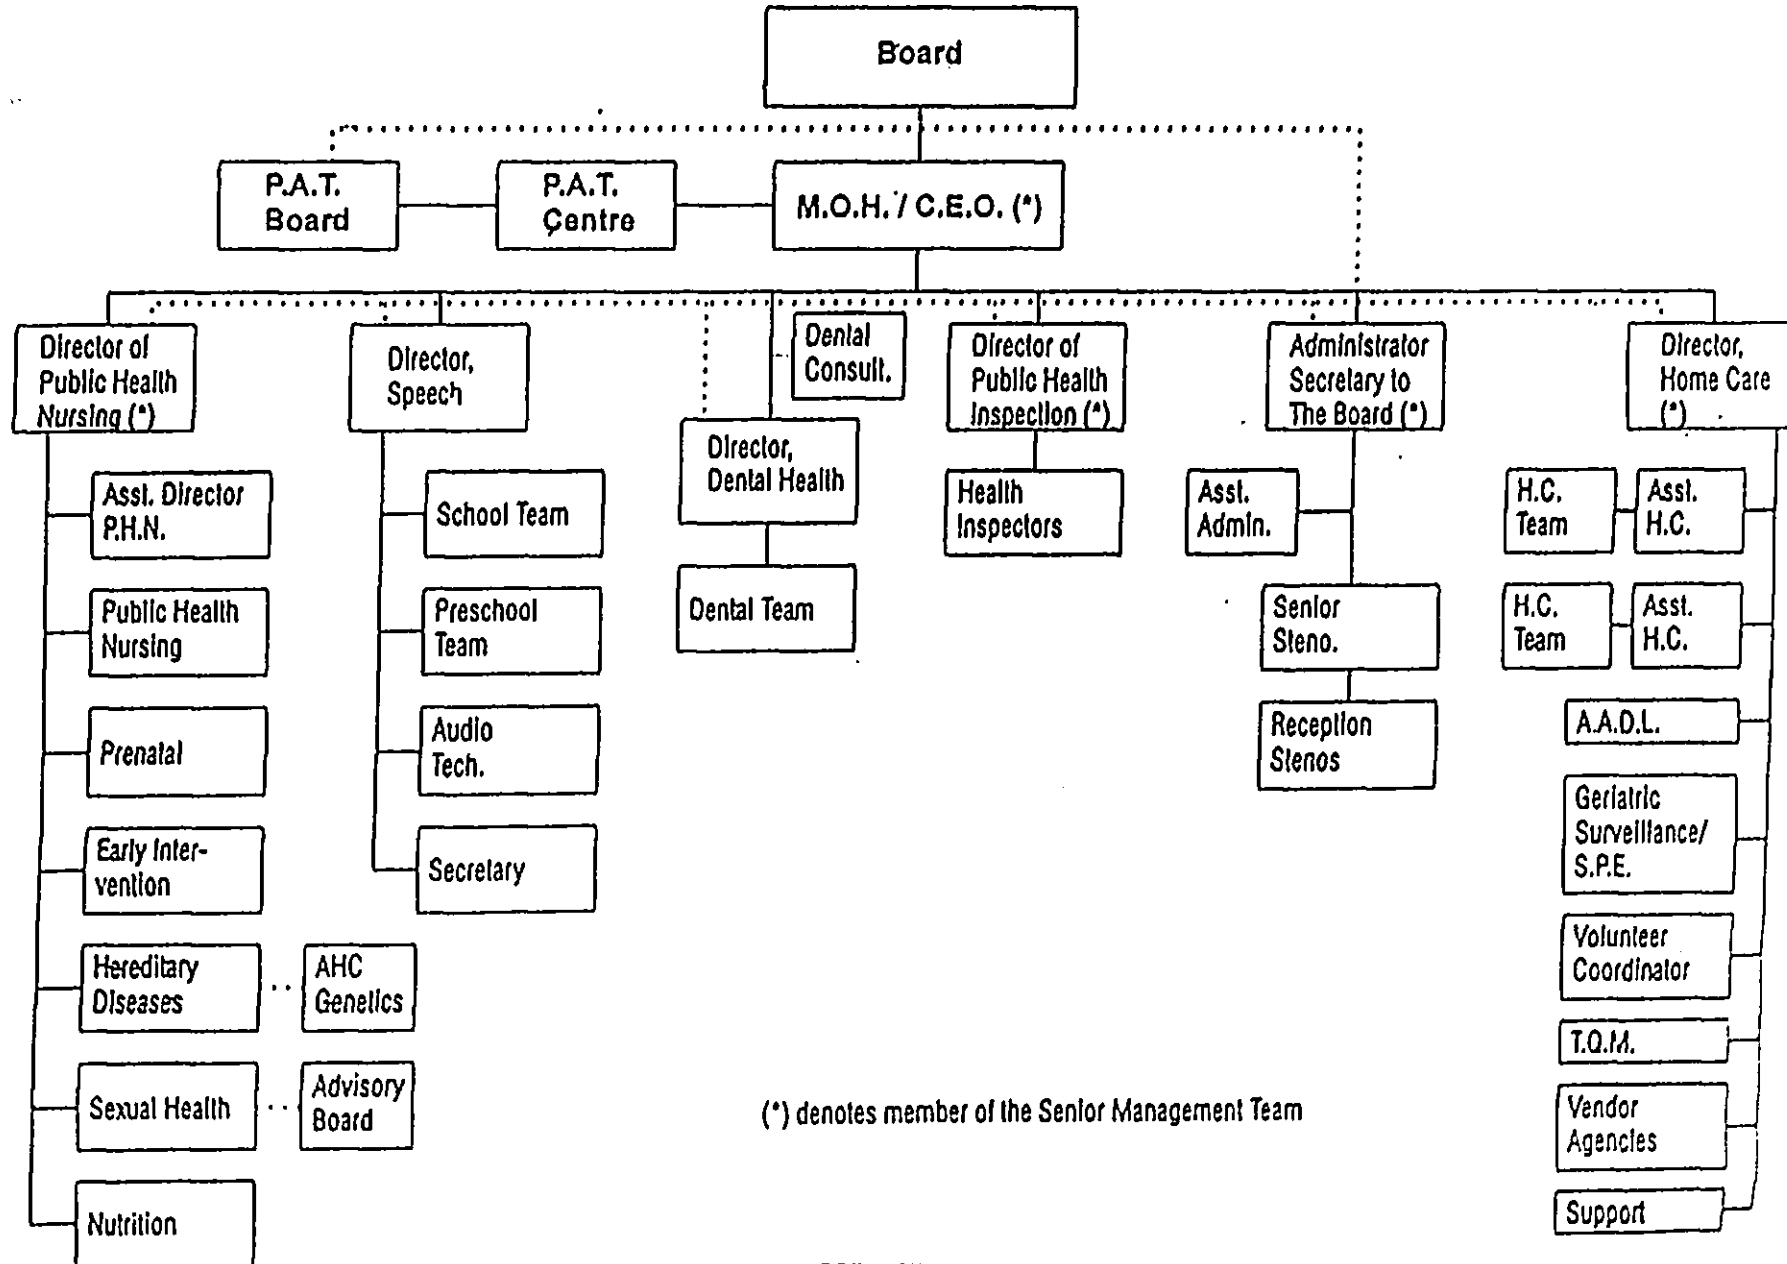 Board
P.A.T.
Board
P.A.T.
Centre
M.O.H. / C.E.O. (*)
Director of
Public Health
Nursing (*)
Director,
Speech
Dental
Consult.
Director of
Public Health
Inspection (*)
Administrator
Secretary to
The Board (*)
Director,
Home Care
(*)
Director,
Dental Health
Asst. Director
P.H.N.
School Team
Health
Inspectors
Asst.
Admin.
H.C.
Team
Asst.
H.C.
Public Health
Nursing
Preschool
Team
Dental Team
Senior
Steno.
H.C.
Team
Asst.
H.C.
Prenatal
Audio
Tech.
Reception
Stenos
A.A.D.L.
Geriatric
Surveillance/
S.P.E.
Early Inter-
vention
Secretary
Volunteer
Coordinator
Hereditary
Diseases
AHC
Genetics
T.Q.M.
Sexual Health
Advisory
Board
(*) denotes member of the Senior Management Team
Vendor
Agencies
Nutrition
Support